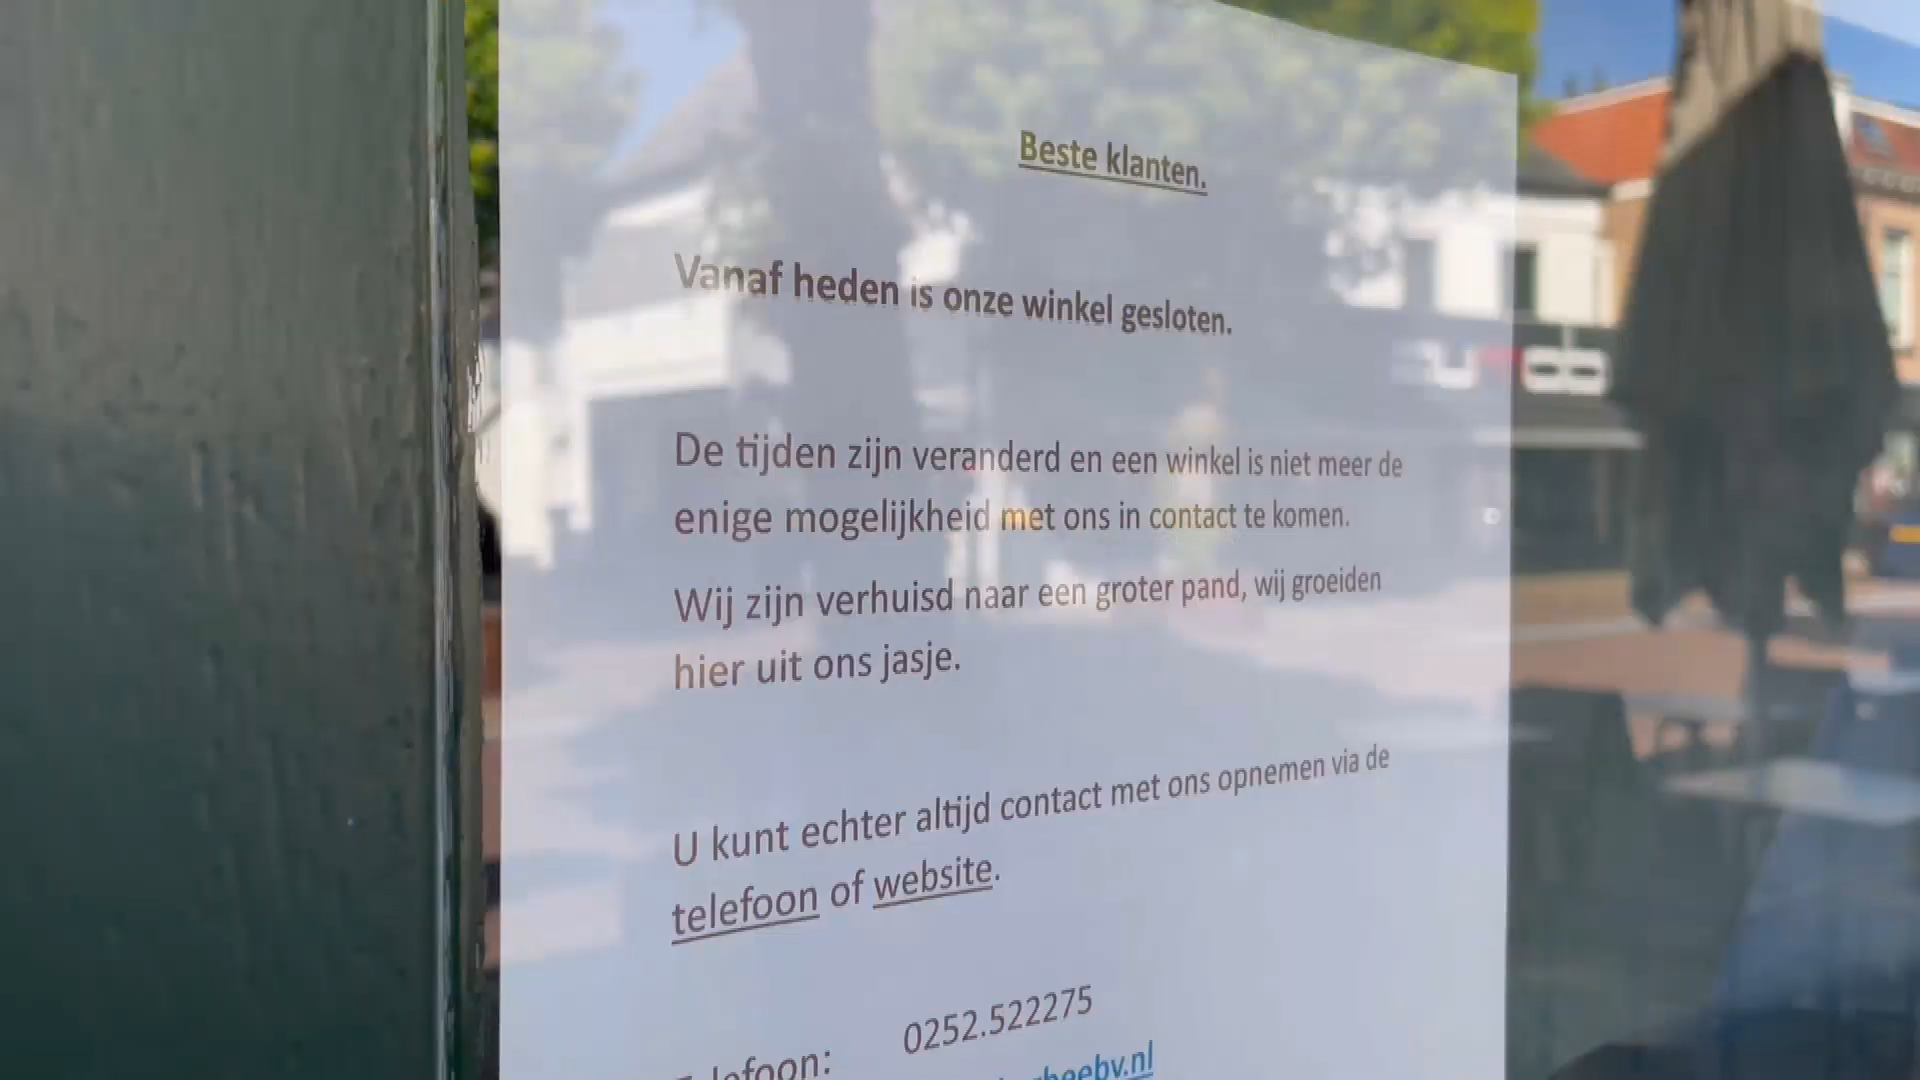 Beste klanten.
Vanaf heden is onze winkel gesloten.
De tijden zijn veranderd en een winkel is niet meer de
enige mogelijkheid met ons in contact te komen.
Wij zijn verhuisd naar een groter pand, wij groeiden
hier uit ons jasje.
U kunt echter altijd contact met ons opnemen via de
telefoon of website.
Telefoon: 0252.522275